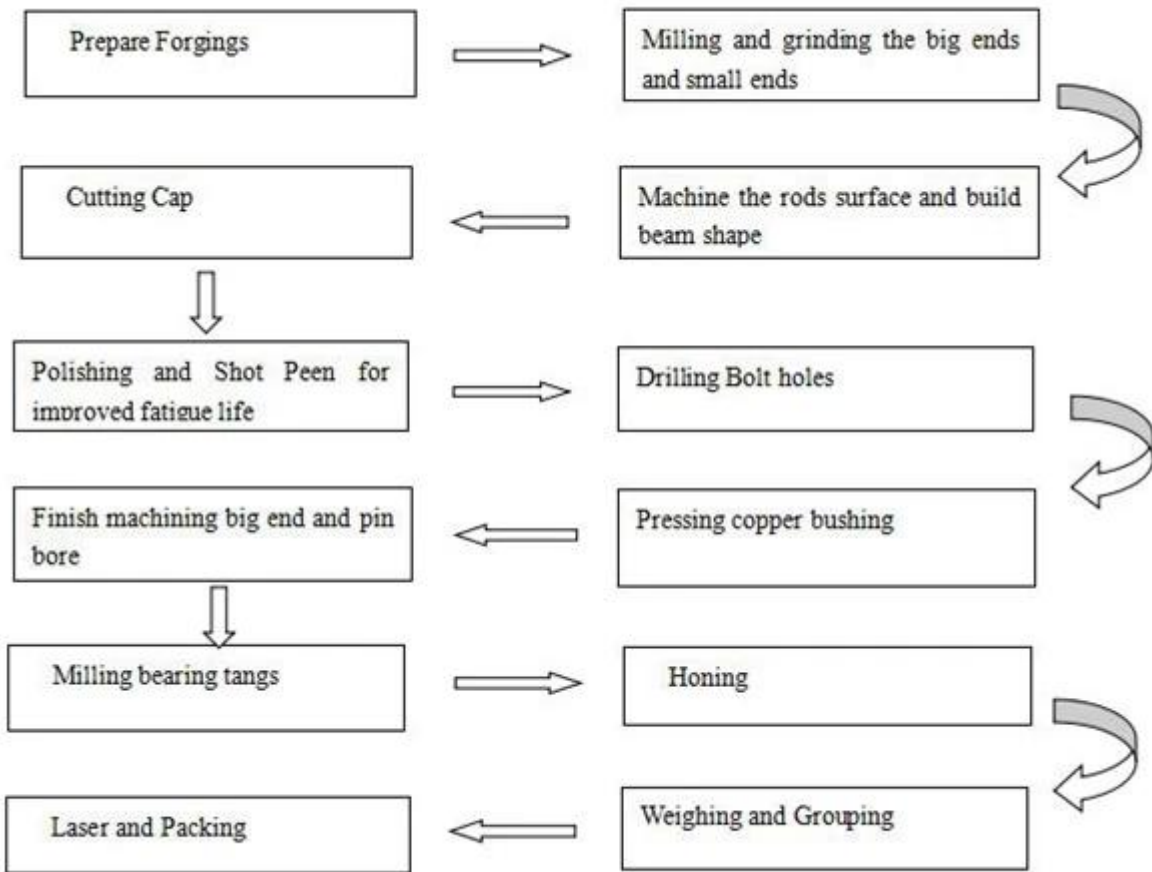 Prepare Forgings
Milling and grinding the big ends
and small ends
Machine the rods surface and build
beam shape
Cutting Cap
Polishing and Shot Peen for
improved fatigue life
Drilling Bolt holes
Pressing copper bushing
Finish machining big end and pin
bore
Milling bearing tangs
Honing
Weighing and Grouping
Laser and Packing